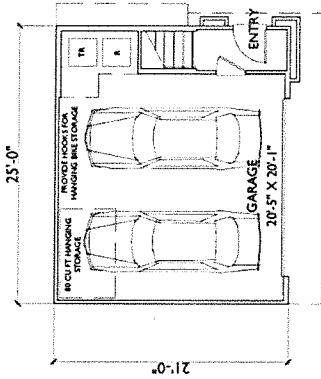 25'-0"
21'-0"
TR
R
ENTRY
PROVIDE HOOKS FOR
HANGING BIKE STORAGE
80 CU FT HANGING
STORAGE
GARAGE
20'-5" X 20'-1"